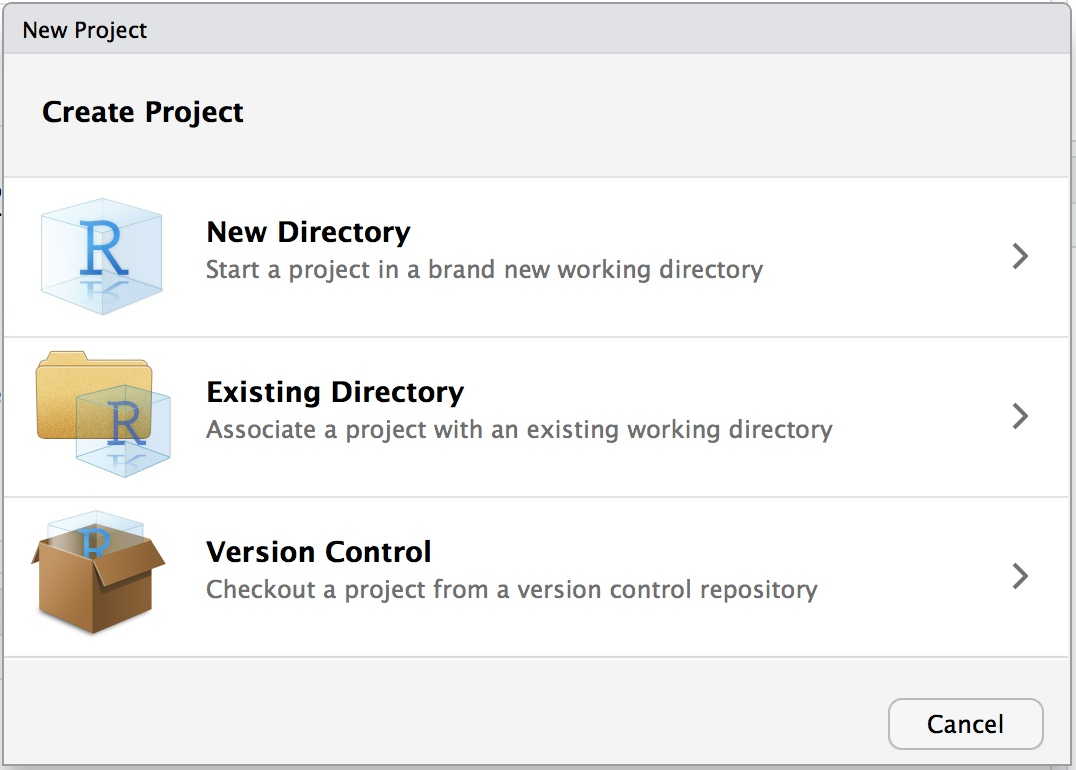 New Project
Create Project
R
New Directory
Start a project in a brand new working directory
R
Existing Directory
Associate a project with an existing working directory
R
Version Control
Checkout a project from a version control repository
Cancel